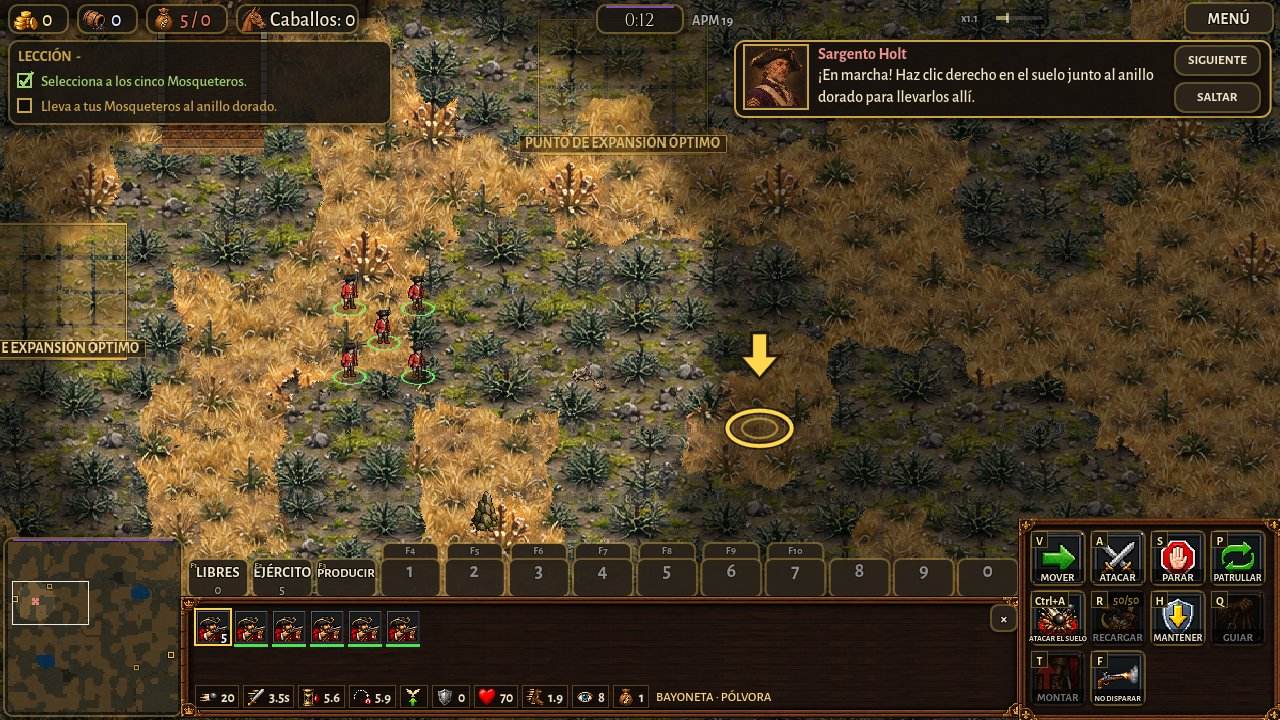 0
0
5 / 0
Caballos: 0
0:12
APM 19
x1.1
MENÚ
LECCIÓN -
Selecciona a los cinco Mosqueteros.
Lleva a tus Mosqueteros al anillo dorado.
Sargento Holt
¡En marcha! Haz clic derecho en el suelo junto al anillo
dorado para llevarlos allí.
SIGUIENTE
SALTAR
PUNTO DE EXPANSIÓN ÓPTIMO
E EXPANSIÓN ÓPTIMO
LIBRES
0
EJÉRCITO
5
PRODUCIR
F4
1
F5
2
F6
3
F7
4
F8
5
F9
6
F10
7
8
9
0
5
×
20
3.5s
5.6
5.9
0
70
1.9
8
1
BAYONETA · PÓLVORA
V
MOVER
A
ATACAR
S
PARAR
P
PATRULLAR
Ctrl+A
ATACAR EL SUELO
R 50/50
RECARGAR
H
MANTENER
Q
GUIAR
T
MONTAR
F
NO DISPARAR